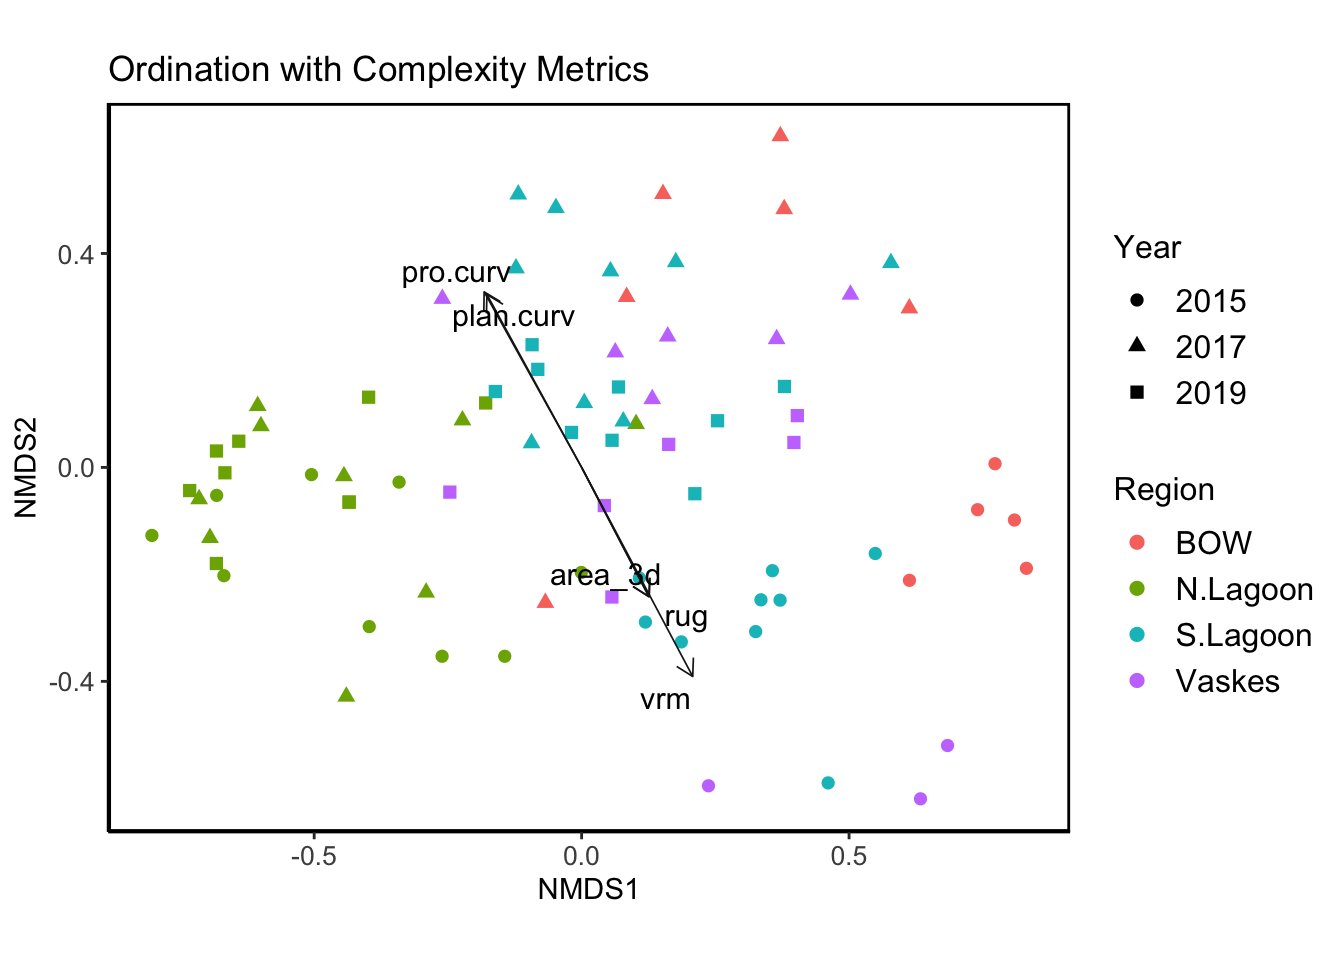 Ordination with Complexity Metrics
NMDS2
0.4
0.0
-0.4
pro.curv
plan.curv
area_3d
rug
vrm
-0.5
0.0
0.5
NMDS1
Year
2015
2017
2019
Region
BOW
N.Lagoon
S.Lagoon
Vaskes